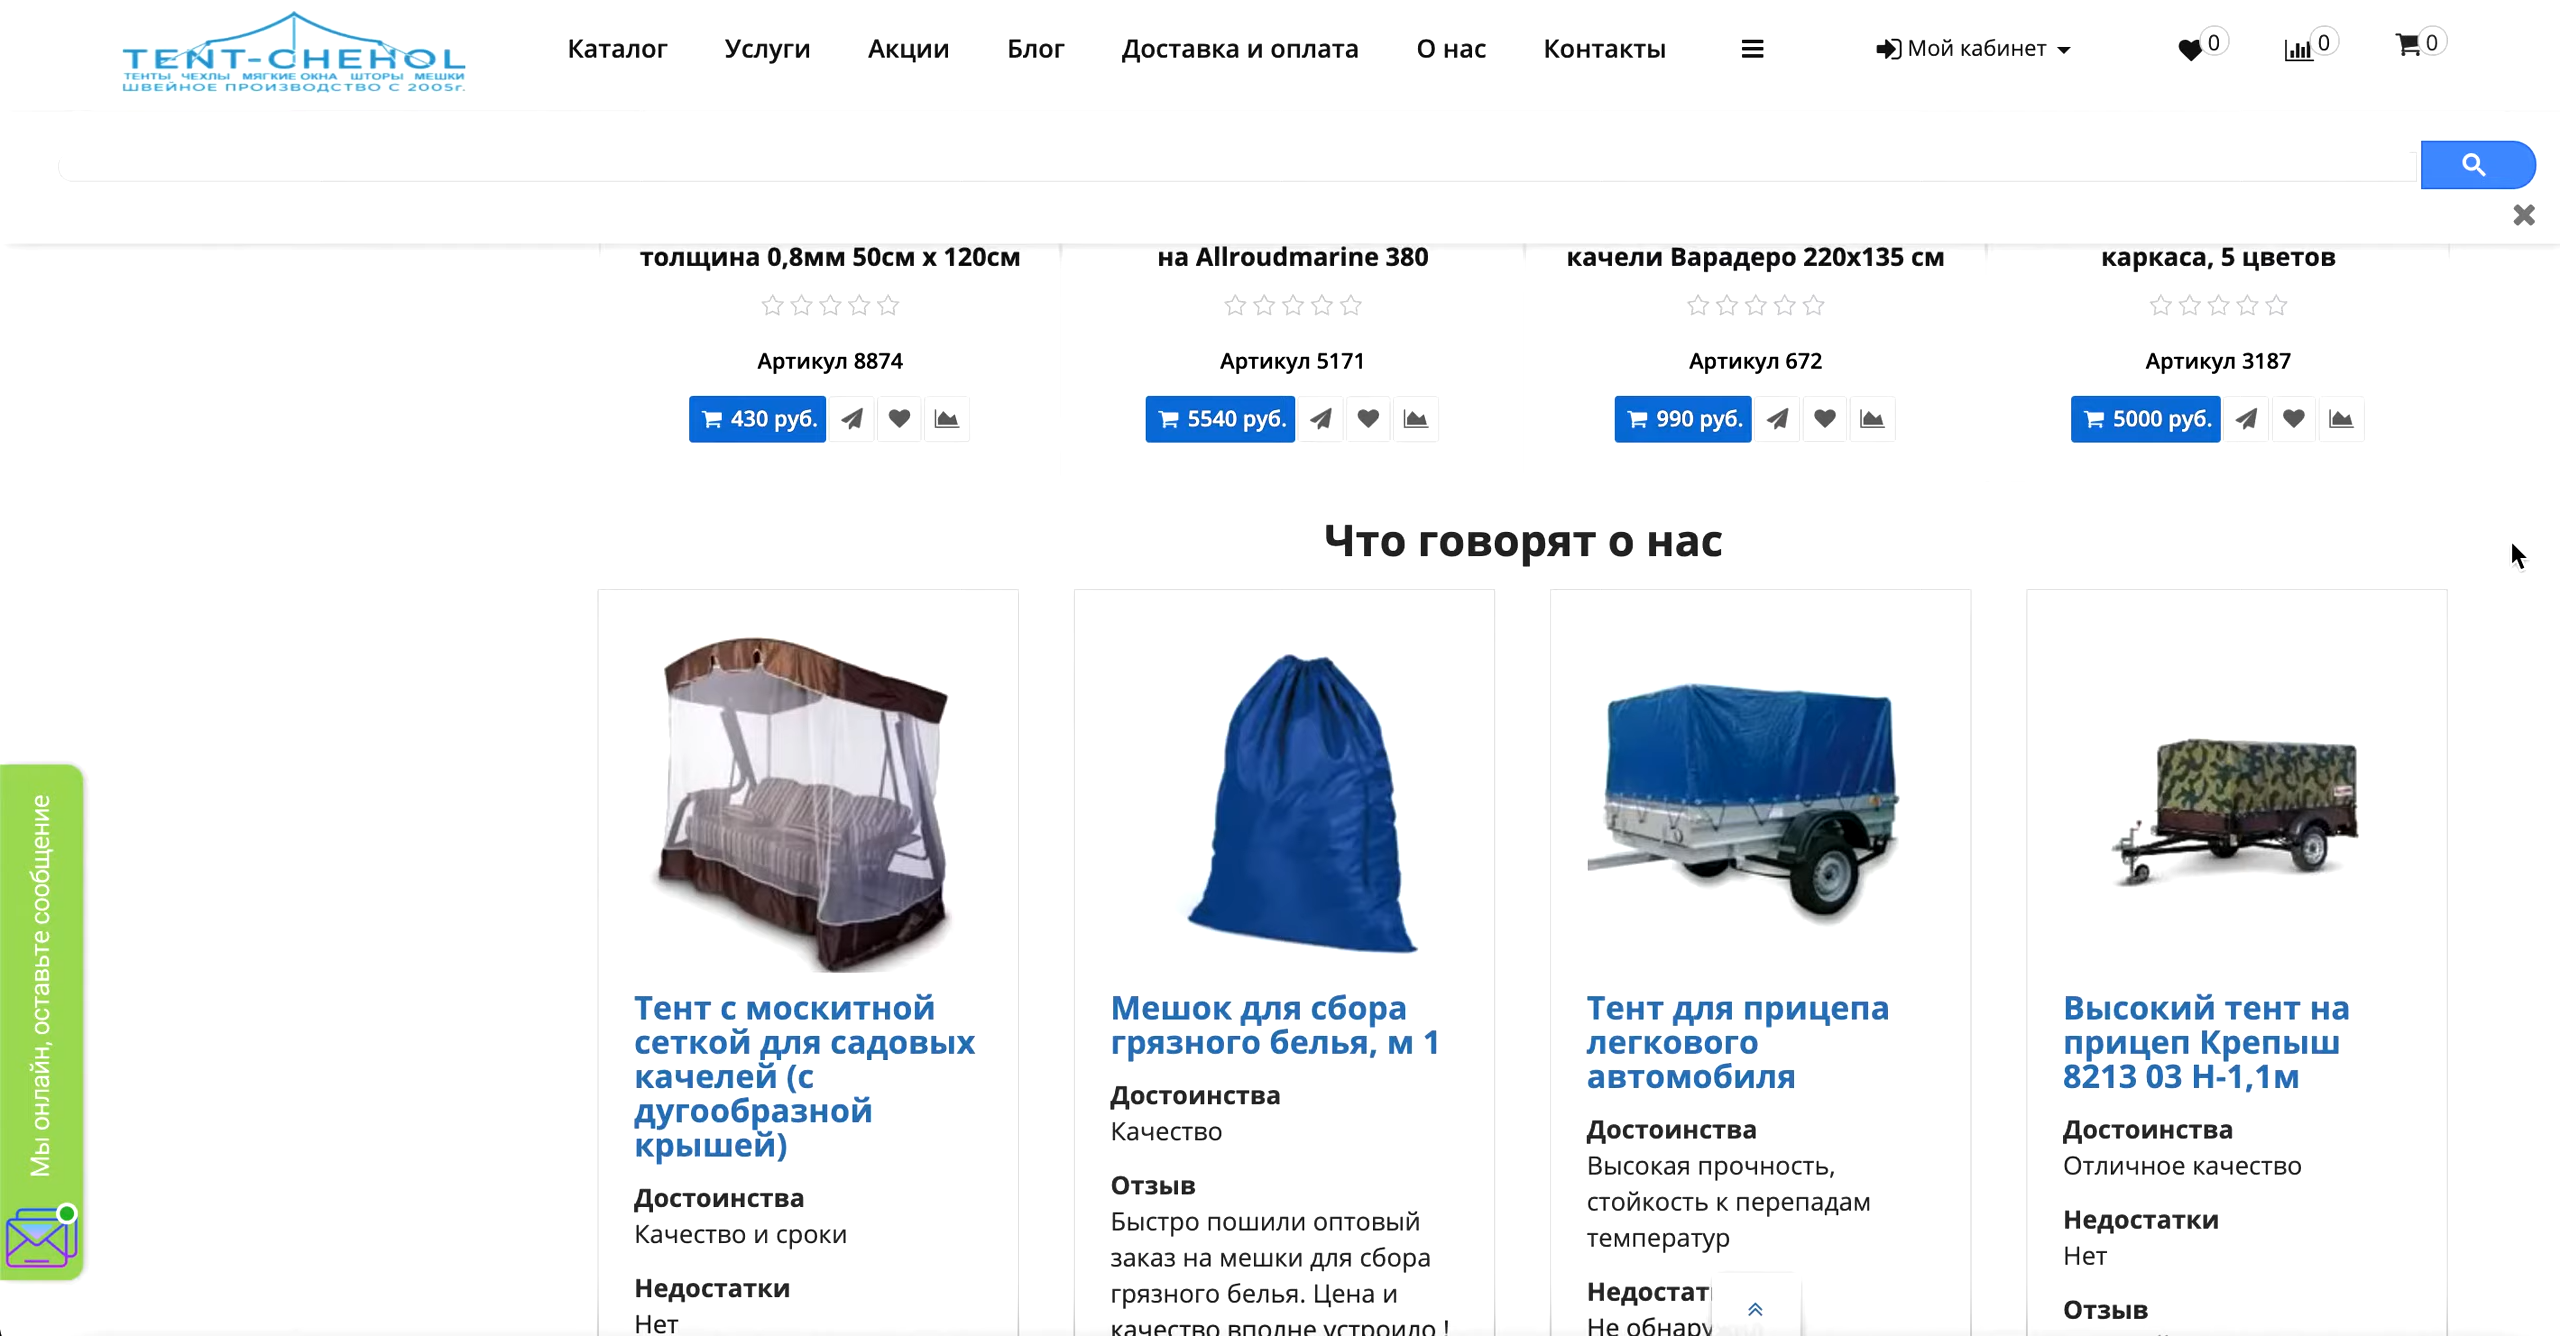 TENT-CHEHOL
ТЕНТЫ ЧЕХЛЫ МЯГКИЕ ОКНА ШТОРЫ МЕШКИ
ШВЕЙНОЕ ПРОИЗВОДСТВО С 2005г.
Каталог
Услуги
Акции
Блог
Доставка и оплата
О нас
Контакты
Мой кабинет
0
0
0
толщина 0,8мм 50см х 120см
на Allroudmarine 380
качели Варадеро 220х135 см
каркаса, 5 цветов
Артикул 8874
Артикул 5171
Артикул 672
Артикул 3187
430 руб.
5540 руб.
990 руб.
5000 руб.
Что говорят о нас
Тент с москитной
сеткой для садовых
качелей (с
дугообразной
крышей)
Достоинства
Качество и сроки
Недостатки
Нет
Мешок для сбора
грязного белья, м 1
Достоинства
Качество
Отзыв
Быстро пошили оптовый
заказ на мешки для сбора
грязного белья. Цена и
качество вполне устроило !
Тент для прицепа
легкового
автомобиля
Достоинства
Высокая прочность,
стойкость к перепадам
температур
Недостат
Не обнару
Высокий тент на
прицеп Крепыш
8213 03 Н-1,1м
Достоинства
Отличное качество
Недостатки
Нет
Отзыв
Мы онлайн, оставьте сообщение